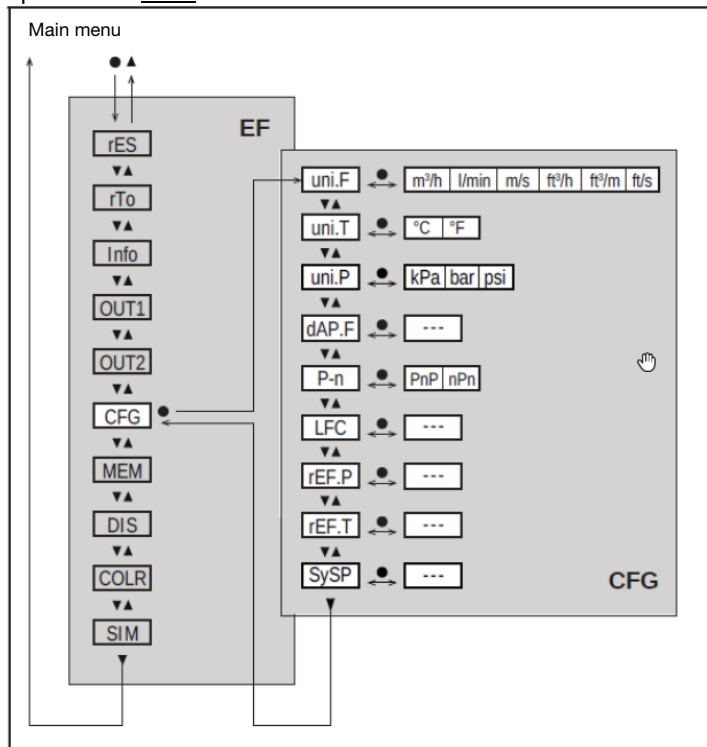 Main menu
EF
rES
rTo
Info
OUT1
OUT2
CFG
MEM
DIS
COLR
SIM
uni.F m³/h l/min m/s ft³/h ft³/m ft/s
uni.T °C °F
uni.P kPa bar psi
dAP.F ---
P-n PnP nPn
LFC ---
rEF.P ---
rEF.T ---
SySP ---
CFG